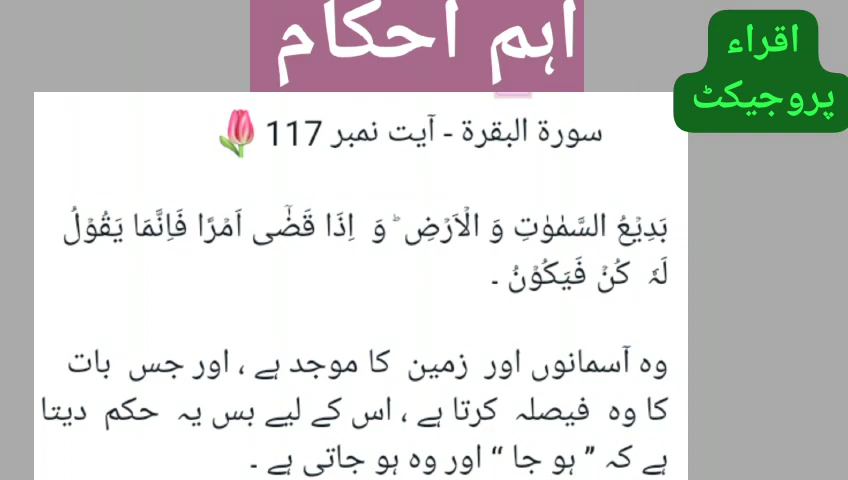 اہم احکام
اقراء
پروجیکٹ
سورة البقرة - آیت نمبر 117 🌷
بَدِیۡعُ السَّمٰوٰتِ وَ الۡاَرۡضِ ؕ وَ اِذَا قَضٰۤی اَمۡرًا فَاِنَّمَا یَقُوۡلُ
لَہٗ کُنۡ فَیَکُوۡنُ ۔
وہ آسمانوں اور زمین کا موجد ہے ، اور جس بات
کا وہ فیصلہ کرتا ہے ، اس کے لیے بس یہ حکم دیتا
ہے کہ ” ہو جا “ اور وہ ہو جاتی ہے ۔